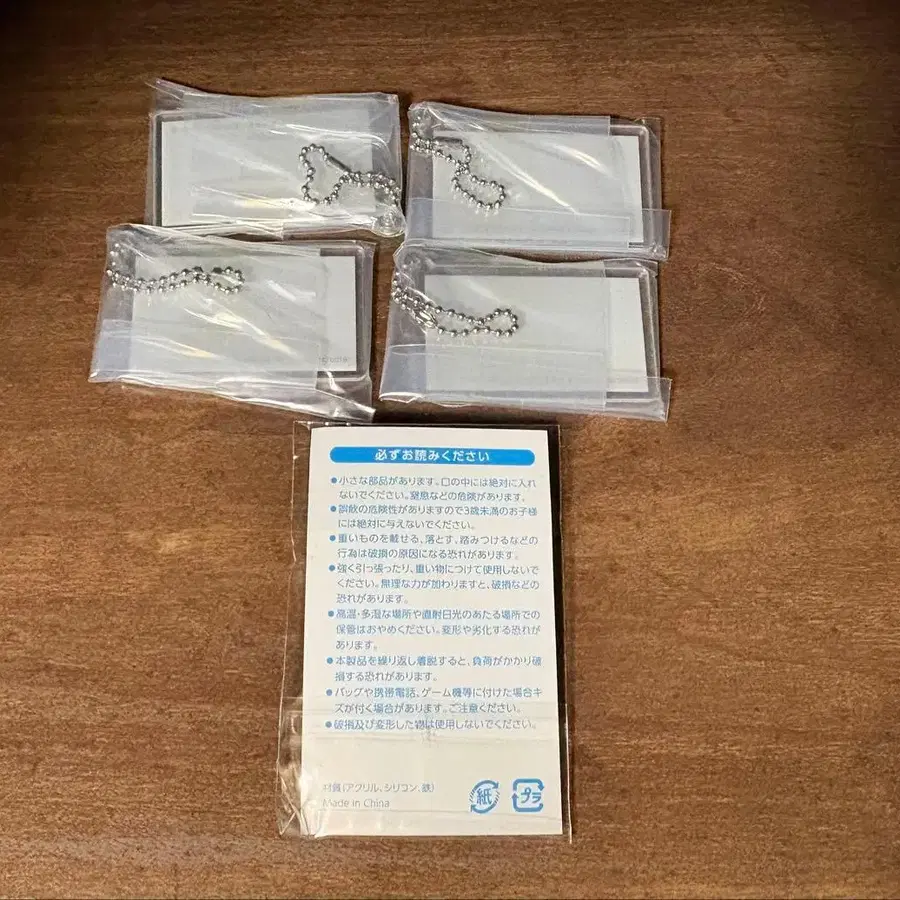 必ずお読みください
●小さな部品があります。口の中には絶対に入れ
ないでください。窒息などの危険があります。
●誤飲の危険性がありますので3歳未満のお子様
には絶対に与えないでください。
●重いものを載せる、落とす、踏みつけるなどの
行為は破損の原因になる恐れがあります。
●強く引っ張ったり、重い物につけて使用しないで
ください。無理な力が加わりますと、破損などの
恐れがあります。
●高温・多湿な場所や直射日光のあたる場所での
保管はおやめください。変形や劣化する恐れが
あります。
●本製品を繰り返し着脱すると、負荷がかかり破
損する恐れがあります。
●バッグや携帯電話、ゲーム機等に付けた場合キ
ズが付く場合があります。ご注意ください。
●破損及び変形した物は使用しないでください。
材質(アクリル、シリコン、鉄)
Made in China
紙
プラ